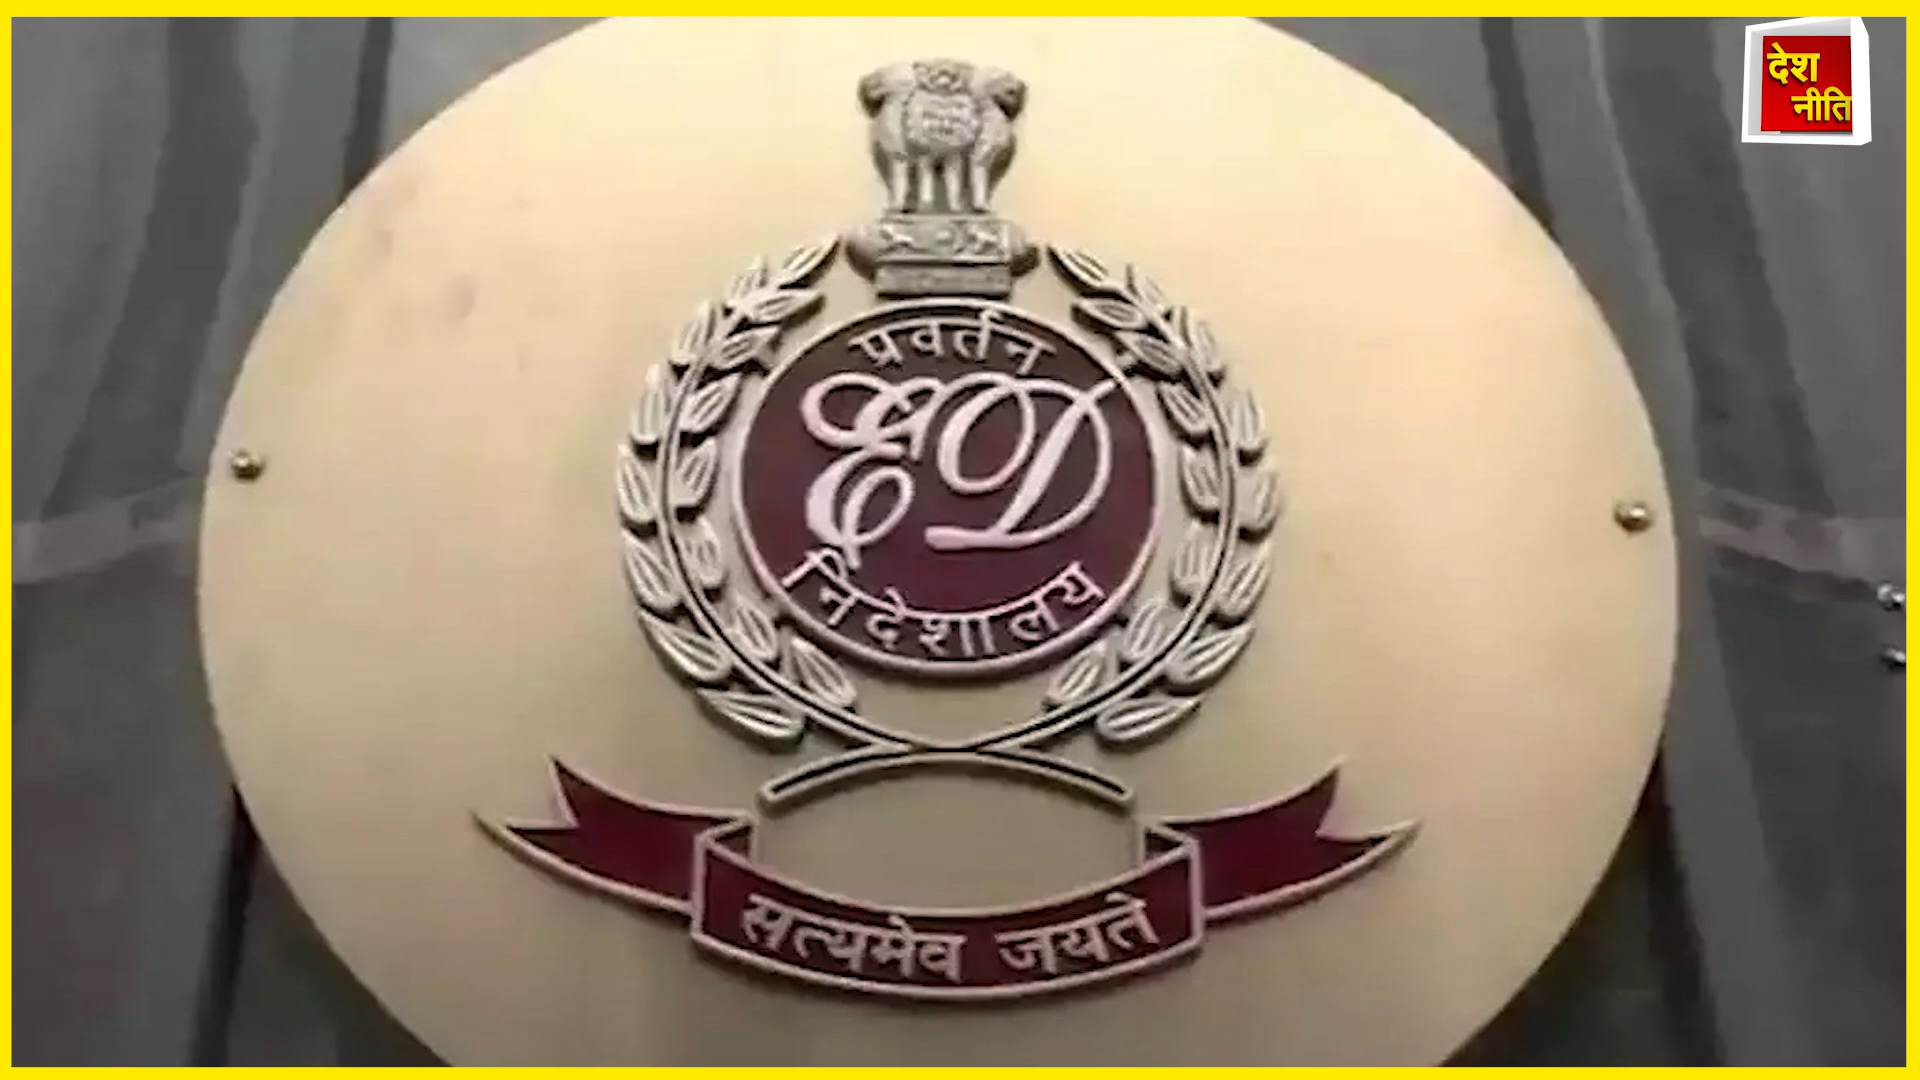 देश
नीति
प्रवर्तन
ED
निदेशालय
सत्यमेव जयते